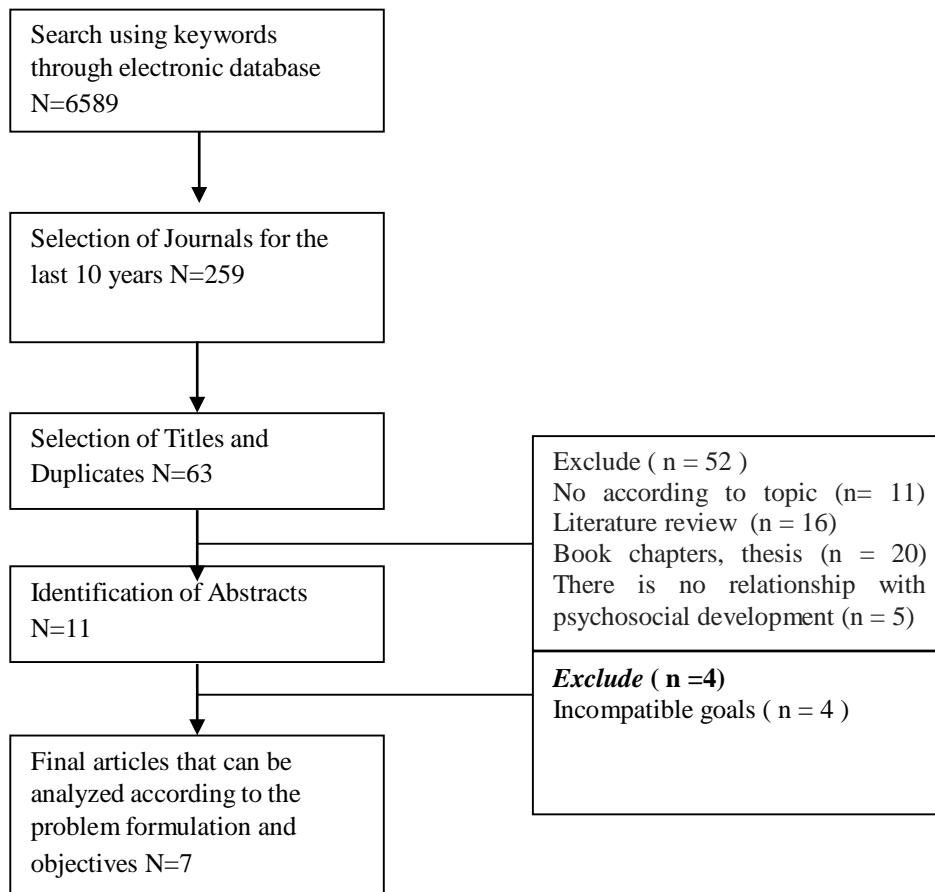 Search using keywords
through electronic database
N=6589
Selection of Journals for the
last 10 years N=259
Selection of Titles and
Duplicates N=63
Exclude ( n = 52 )
No according to topic (n= 11)
Literature review (n = 16)
Book chapters, thesis (n = 20)
There is no relationship with
psychosocial development (n = 5)
Identification of Abstracts
N=11
Exclude ( n =4)
Incompatible goals ( n = 4 )
Final articles that can be
analyzed according to the
problem formulation and
objectives N=7